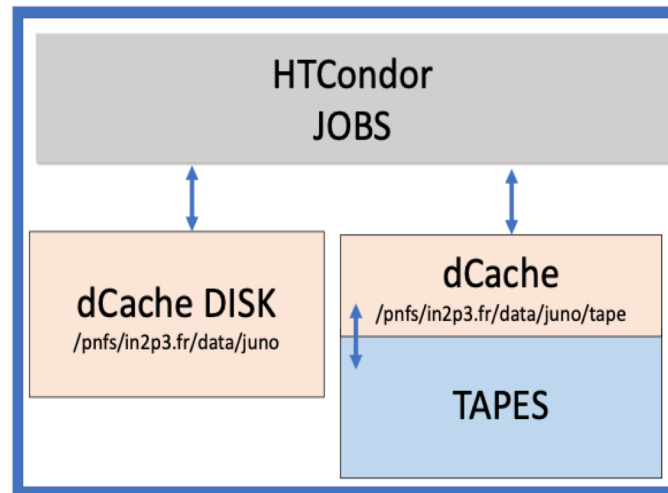 HTCondor
JOBS
dCache DISK
/pnfs/in2p3.fr/data/juno
dCache
/pnfs/in2p3.fr/data/juno/tape
TAPES